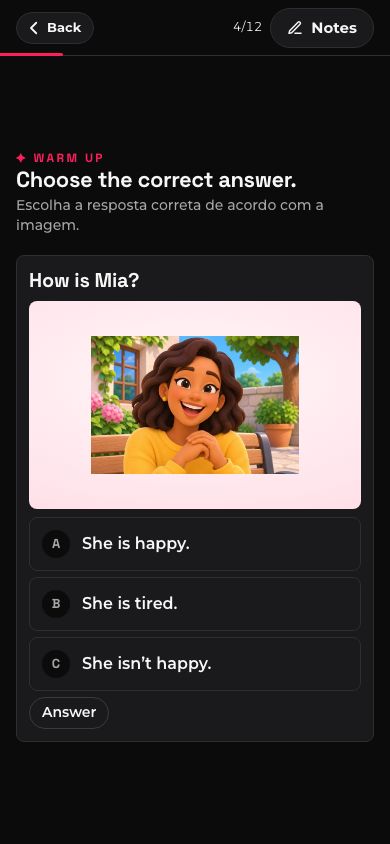 Back
4/12
Notes
WARM UP
Choose the correct answer.
Escolha a resposta correta de acordo com a
imagem.
How is Mia?
A
She is happy.
B
She is tired.
C
She isn’t happy.
Answer